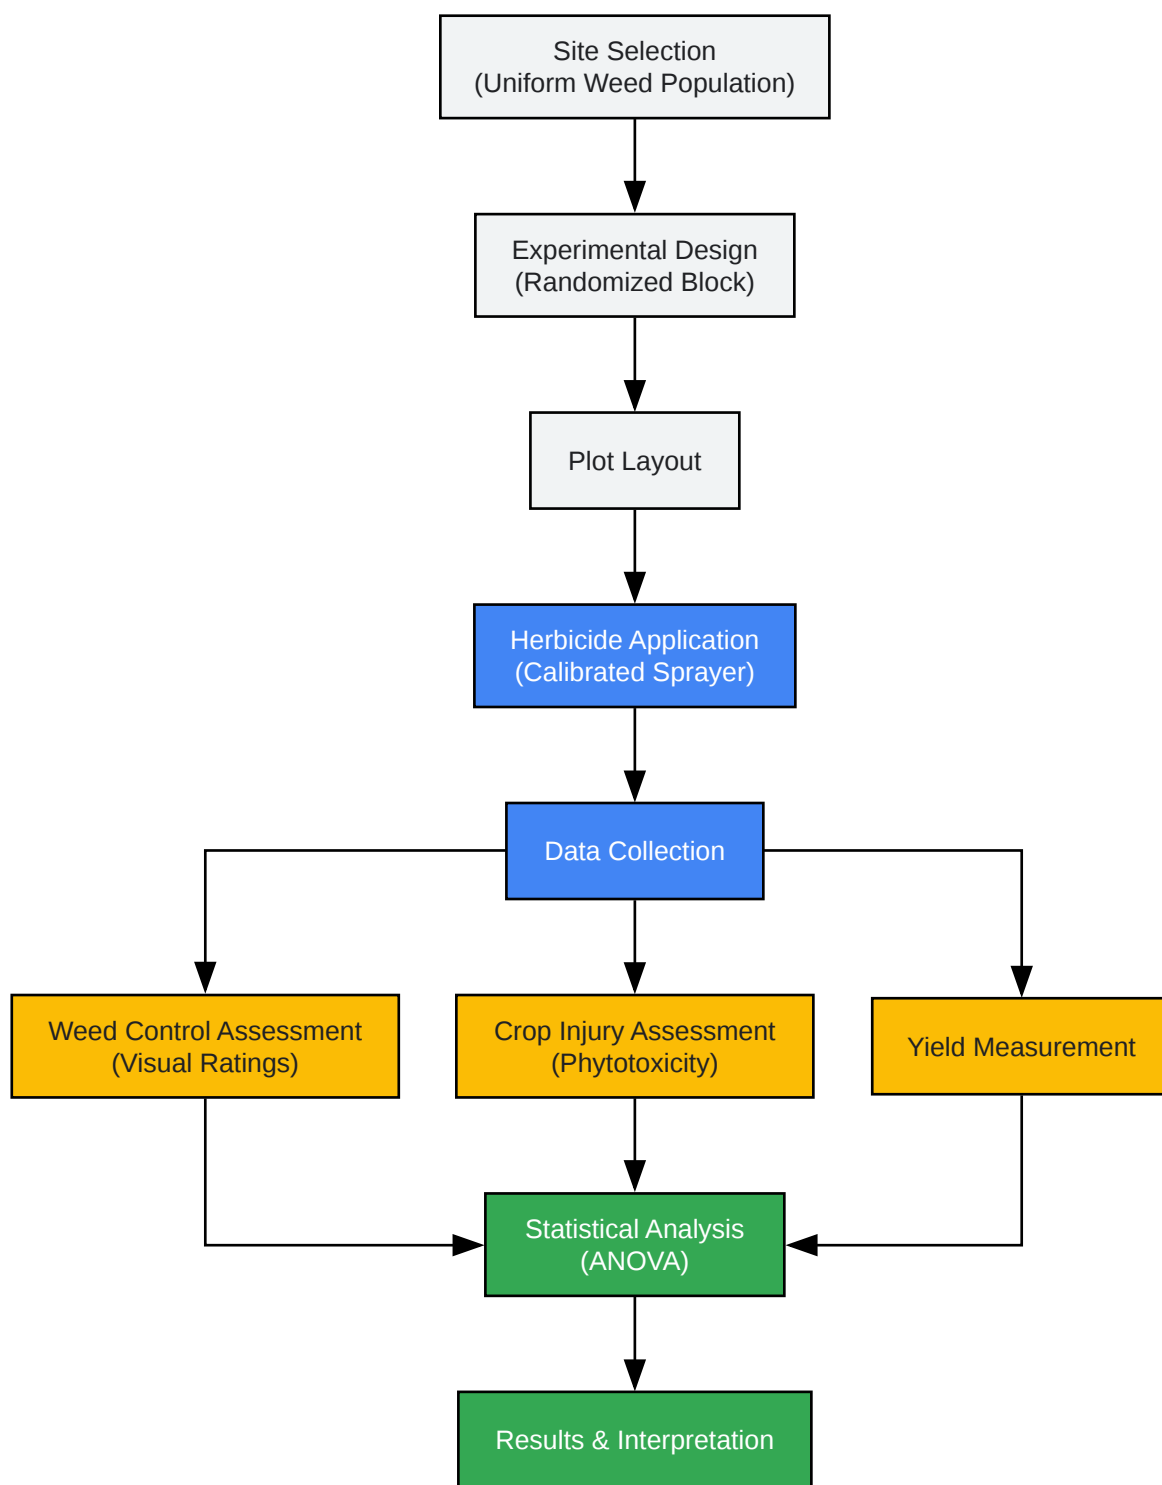 Site Selection
(Uniform Weed Population)
Experimental Design
(Randomized Block)
Plot Layout
Herbicide Application
(Calibrated Sprayer)
Data Collection
Weed Control Assessment
(Visual Ratings)
Crop Injury Assessment
(Phytotoxicity)
Yield Measurement
Statistical Analysis
(ANOVA)
Results & Interpretation